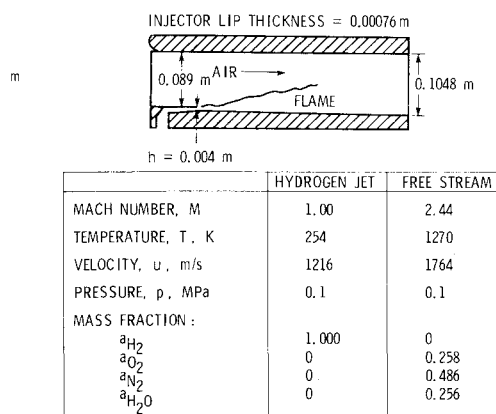 INJECTOR LIP THICKNESS = 0.00076 m
m
0.089 m
AIR
0.1048 m
FLAME
h = 0.004 m
HYDROGEN JET FREE STREAM
MACH NUMBER, M 1.00 2.44
TEMPERATURE, T, K 254 1270
VELOCITY, u, m/s 1216 1764
PRESSURE, p, MPa 0.1 0.1
MASS FRACTION:
aH2 1.000 0
aO2 0 0.258
aN2 0 0.486
aH2O 0 0.256